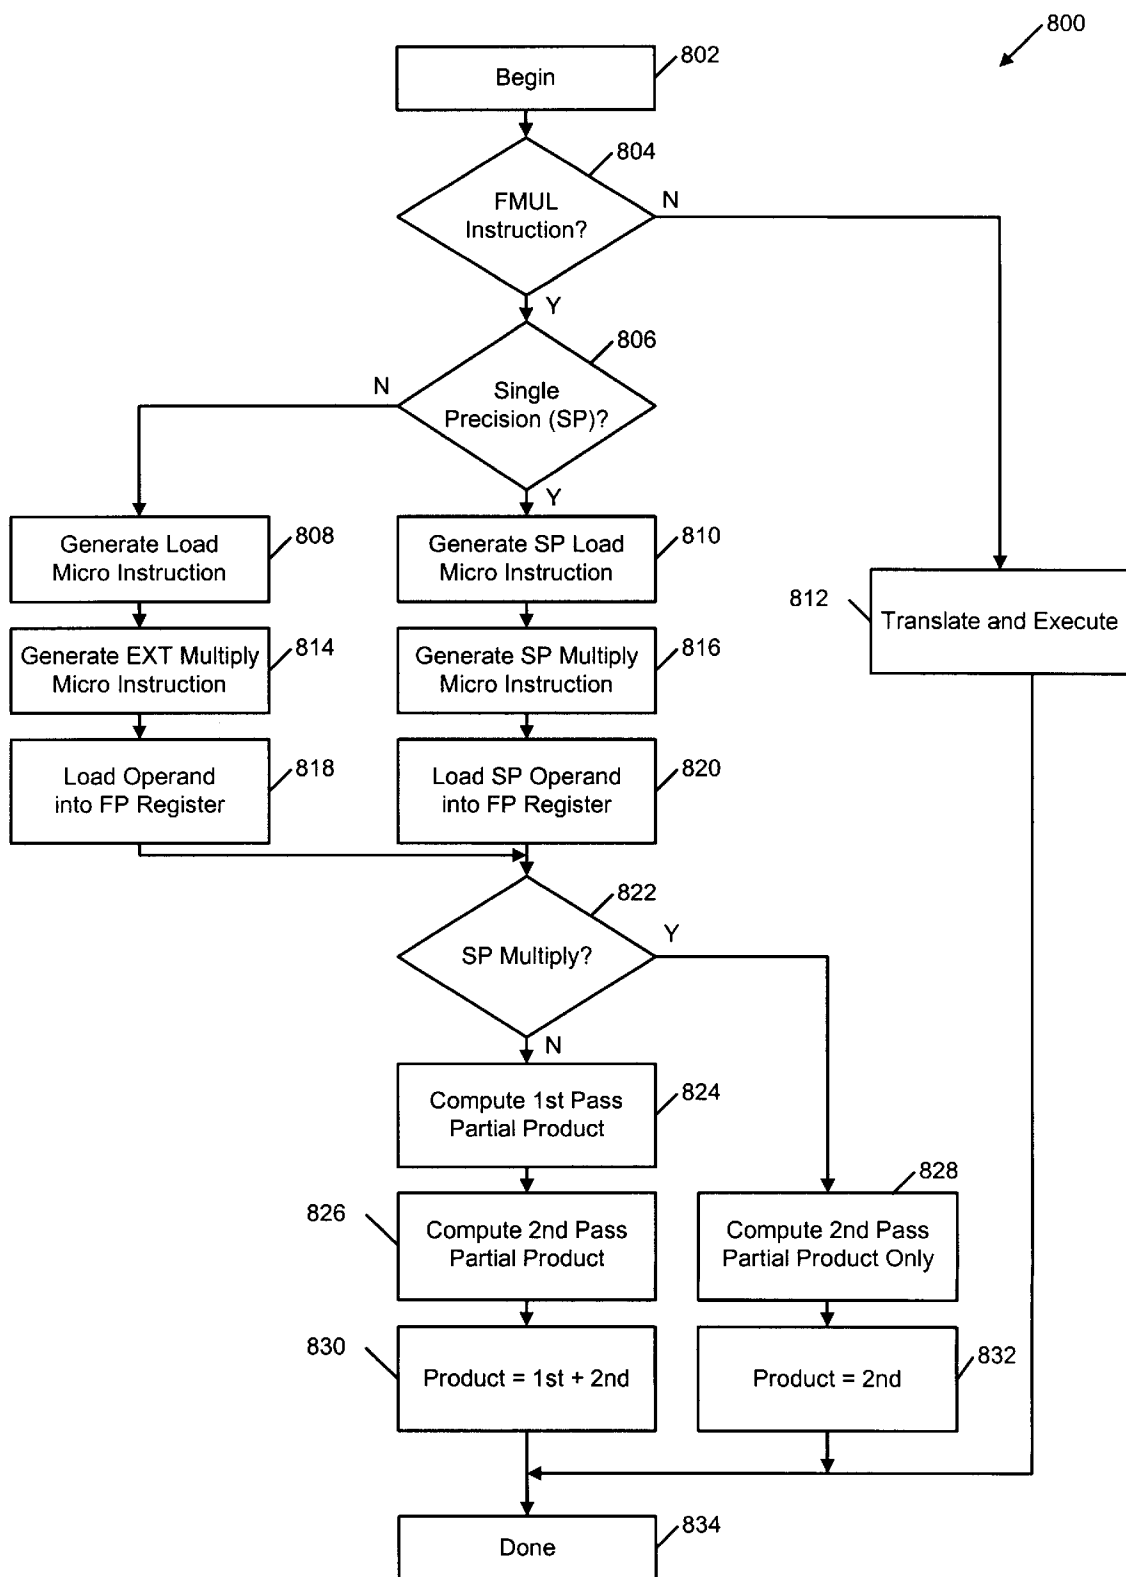 800
Begin
802
804
FMUL
Instruction?
N
Y
806
Single
Precision (SP)?
N
Y
Generate Load
Micro Instruction
808
Generate SP Load
Micro Instruction
810
812
Translate and Execute
Generate EXT Multiply
Micro Instruction
814
Generate SP Multiply
Micro Instruction
816
Load Operand
into FP Register
818
Load SP Operand
into FP Register
820
822
SP Multiply?
Y
N
Compute 1st Pass
Partial Product
824
826
Compute 2nd Pass
Partial Product
828
Compute 2nd Pass
Partial Product Only
830
Product = 1st + 2nd
Product = 2nd
832
Done
834